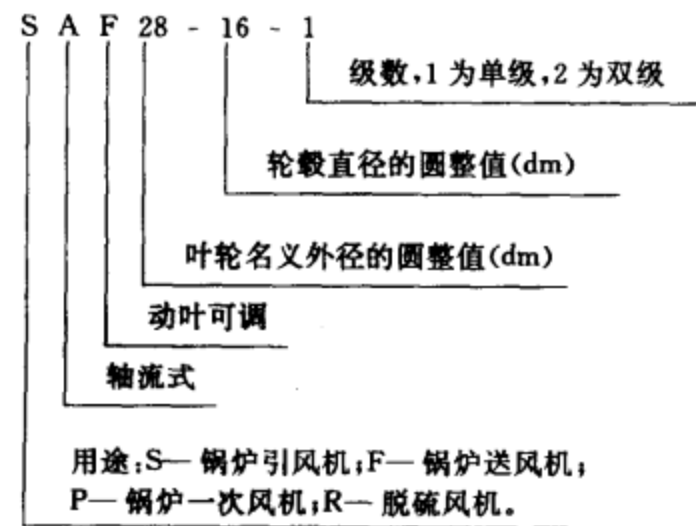 S A F 28 - 16 - 1
级数,1为单级,2为双级
轮毂直径的圆整值(dm)
叶轮名义外径的圆整值(dm)
动叶可调
轴流式
用途:S— 锅炉引风机;F— 锅炉送风机;
P— 锅炉一次风机;R— 脱硫风机。